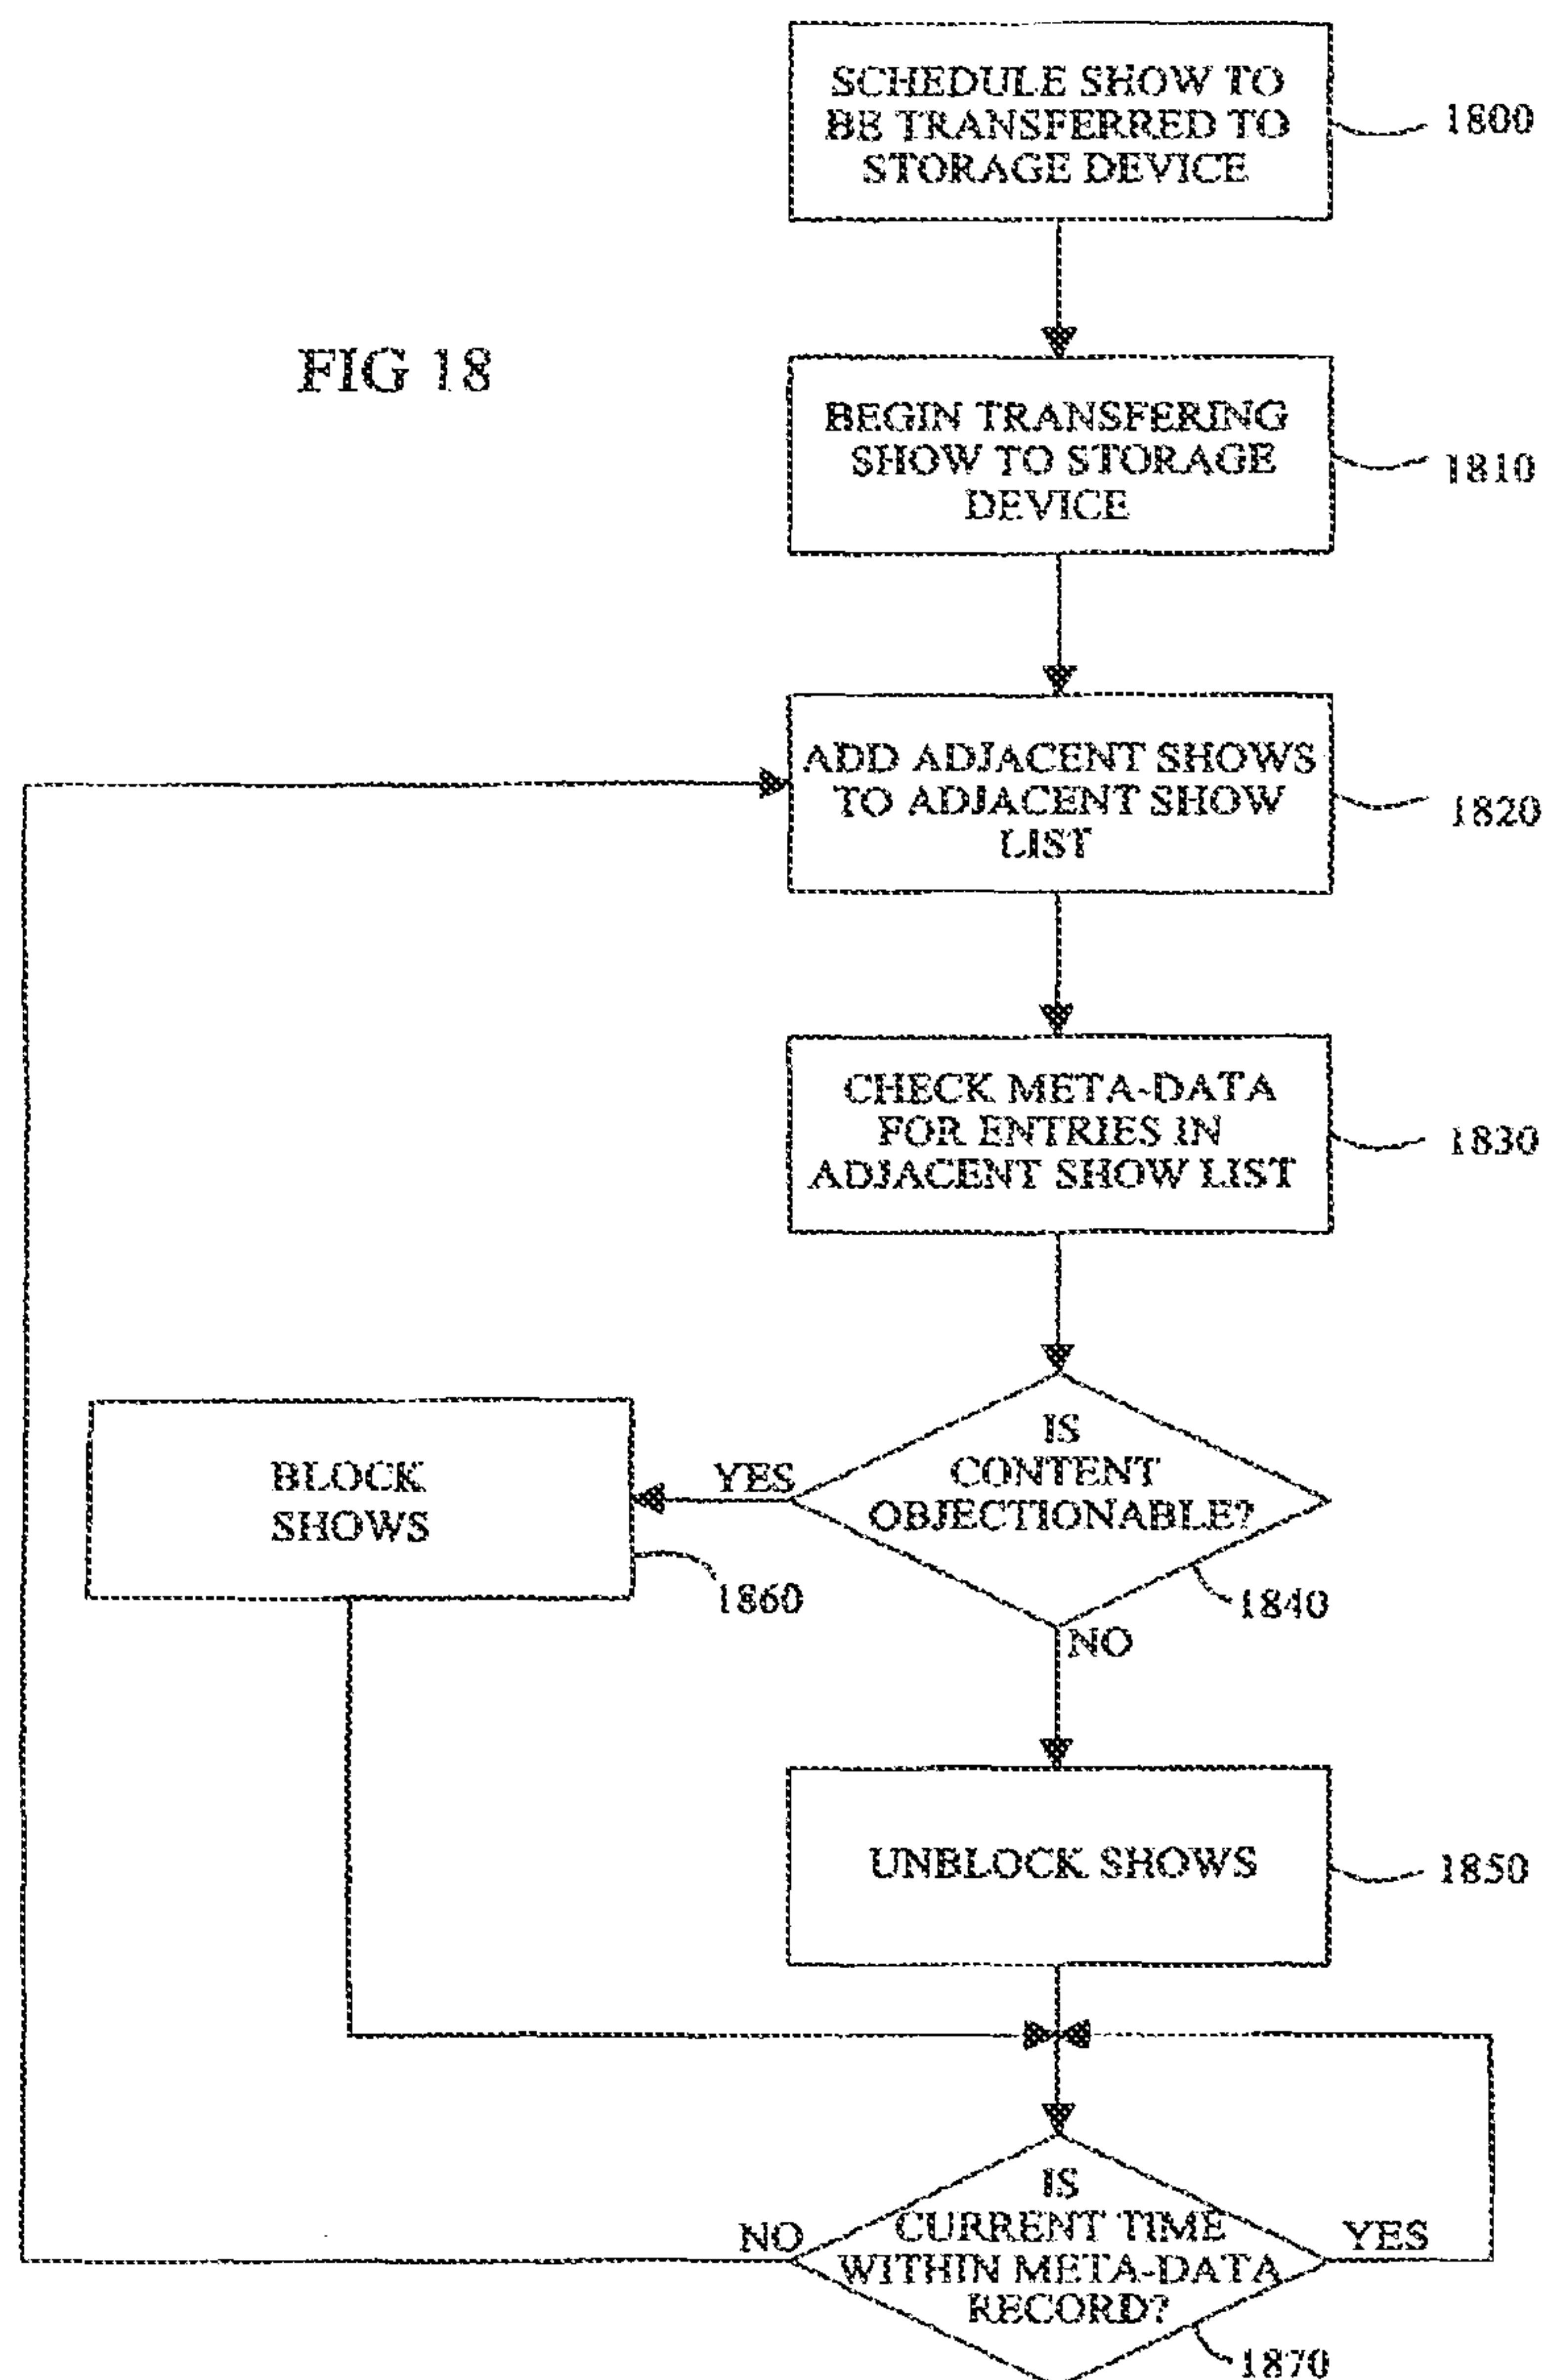 SCHEDULE SHOW TO
BE TRANSFERRED TO
STORAGE DEVICE
1800
FIG 18
BEGIN TRANSFERING
SHOW TO STORAGE
DEVICE
1810
ADD ADJACENT SHOWS
TO ADJACENT SHOW
LIST
1820
CHECK META-DATA
FOR ENTRIES IN
ADJACENT SHOW LIST
1830
IS
CONTENT
OBJECTIONABLE?
1840
YES
BLOCK
SHOWS
1860
NO
UNBLOCK SHOWS
1850
IS
CURRENT TIME
WITHIN META-DATA
RECORD?
1870
NO
YES